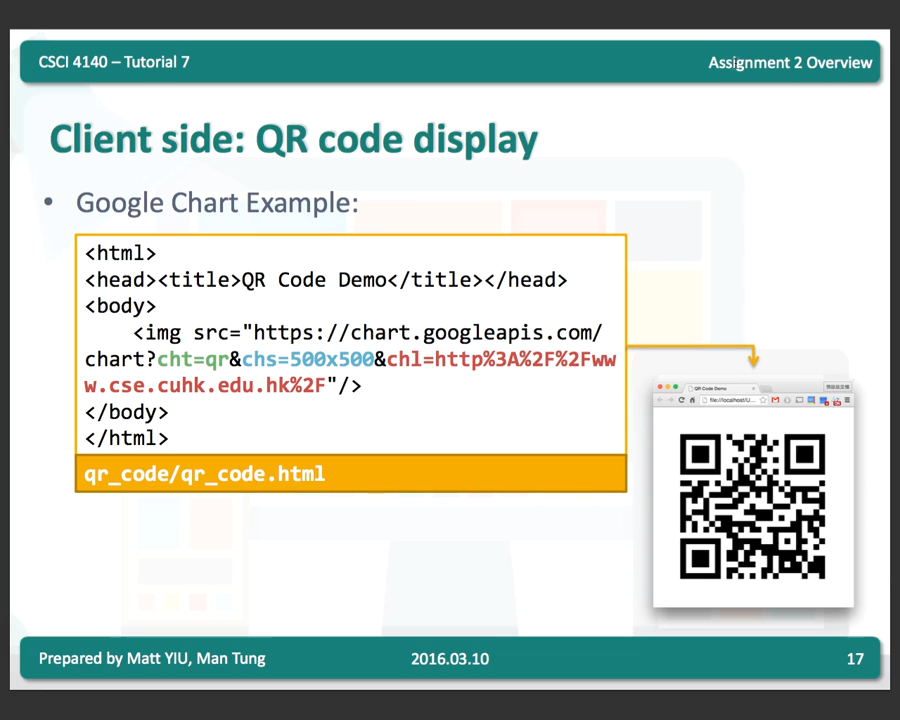 CSCI 4140 – Tutorial 7
Assignment 2 Overview
Client side: QR code display
• Google Chart Example:
<html>
<head><title>QR Code Demo</title></head>
<body>
<img src="https://chart.googleapis.com/
chart?cht=qr&chs=500x500&chl=http%3A%2F%2Fww
w.cse.cuhk.edu.hk%2F"/>
</body>
</html>
qr_code/qr_code.html
QR Code Demo
file://localhost/U...
Prepared by Matt YIU, Man Tung
2016.03.10
17